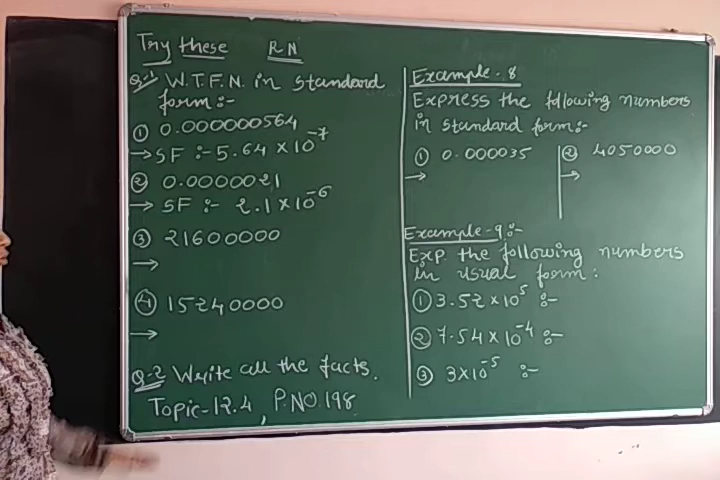 Try these R N
Q-1 W.T.F.N. in standard
form:-
① 0.000000564
→ SF :- 5.64 × 10⁻⁷
② 0.0000021
→ SF :- 2.1 × 10⁻⁶
③ 21600000
→
④ 15240000
→
Q-2 Write all the facts.
Topic-12.4, P.NO.198
Example-8
Express the following numbers
in standard form:-
① 0.000035 ② 4050000
→ →
Example-9:-
Exp the following numbers
in usual form :
① 3.52 × 10⁵ :-
② 7.54 × 10⁻⁴ :-
③ 3 × 10⁻⁵ :-